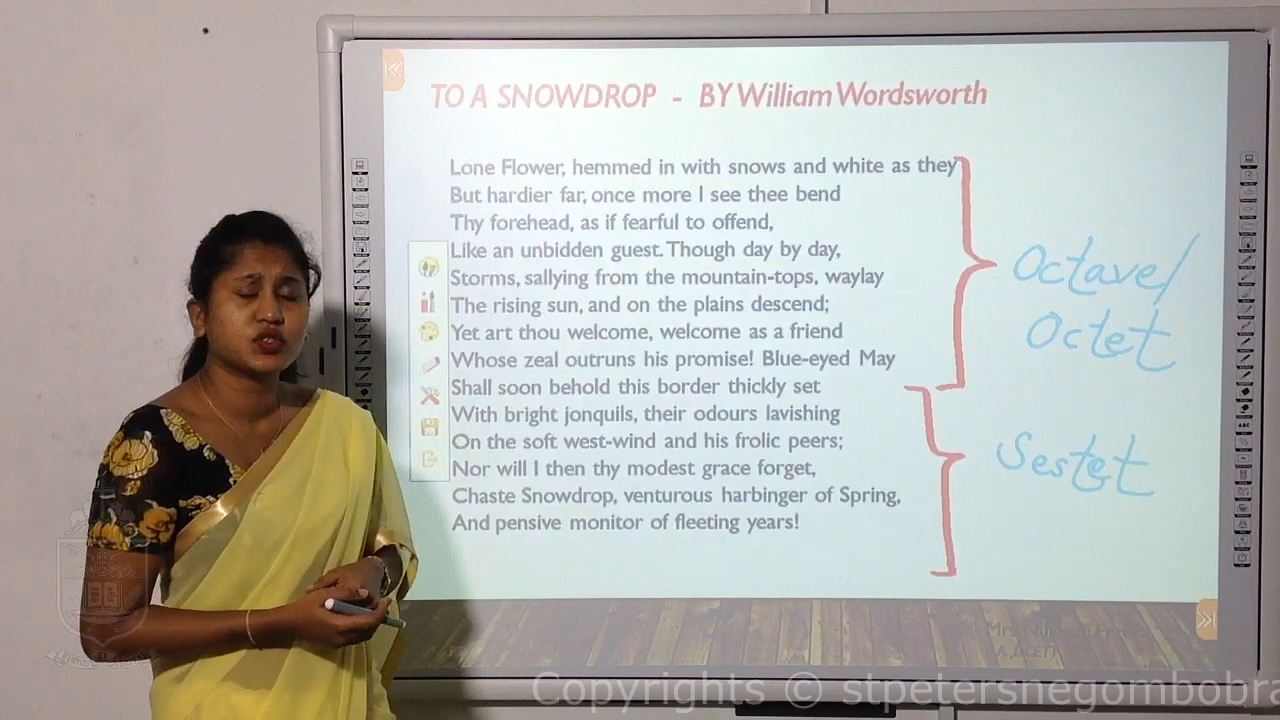 TO A SNOWDROP - BY William Wordsworth
Lone Flower, hemmed in with snows and white as they
But hardier far, once more I see thee bend
Thy forehead, as if fearful to offend,
Like an unbidden guest. Though day by day,
Storms, sallying from the mountain-tops, waylay
The rising sun, and on the plains descend;
Yet art thou welcome, welcome as a friend
Whose zeal outruns his promise! Blue-eyed May
Shall soon behold this border thickly set
With bright jonquils, their odours lavishing
On the soft west-wind and his frolic peers;
Nor will I then thy modest grace forget,
Chaste Snowdrop, venturous harbinger of Spring,
And pensive monitor of fleeting years!
Octave/
Octet
Sestet
ABC
Copyrights © stpetersnegombobra